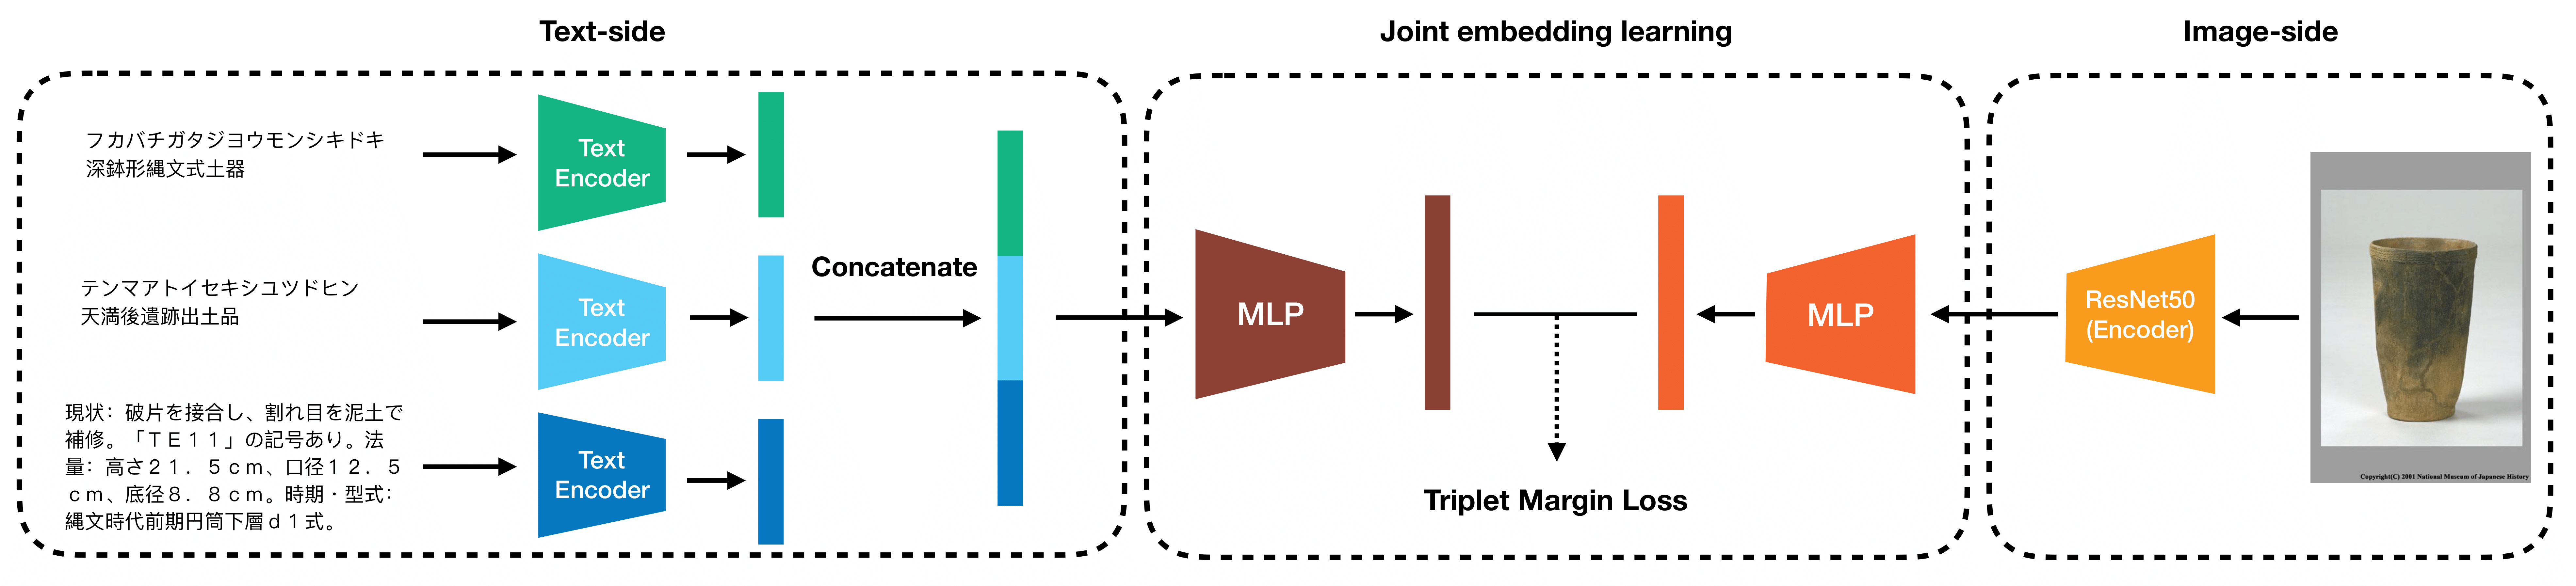 Text-side
Joint embedding learning
Image-side
フカバチガタジヨウモンシキドキ
深鉢形縄文式土器
Text
Encoder
テンマアトイセキシユツドヒン
天満後遺跡出土品
Text
Encoder
現状：破片を接合し、割れ目を泥土で
補修。「ＴＥ１１」の記号あり。法
量：高さ２１．５ｃｍ、口径１２．５
ｃｍ、底径８．８ｃｍ。時期・型式：
縄文時代前期円筒下層ｄ１式。
Text
Encoder
Concatenate
MLP
MLP
Triplet Margin Loss
ResNet50
(Encoder)
Copyright(C) 2001 National Museum of Japanese History